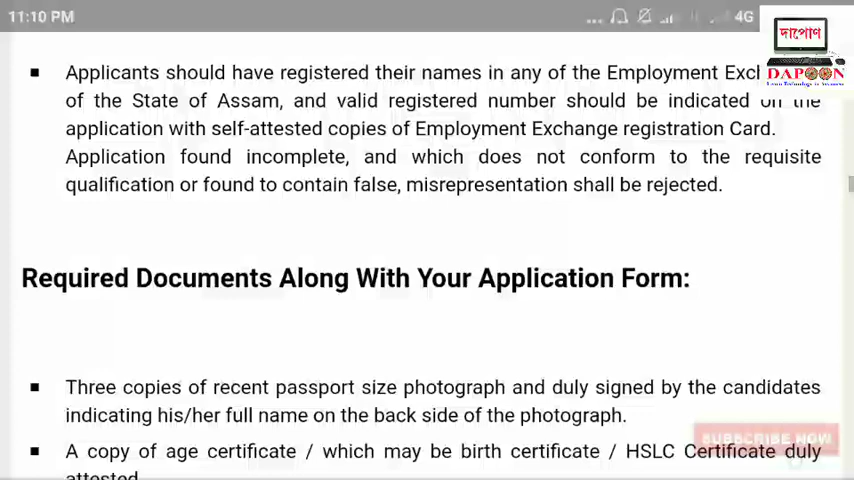 11:10 PM
4G
দাপোণ
DAPOON
Applicants should have registered their names in any of the Employment
of the State of Assam, and valid registered number should be indicated on the
application with self-attested copies of Employment Exchange registration Card.
Application found incomplete, and which does not conform to the requisite
qualification or found to contain false, misrepresentation shall be rejected.
Required Documents Along With Your Application Form:
Three copies of recent passport size photograph and duly signed by the candidates
indicating his/her full name on the back side of the photograph.
SUBSCRIBE NOW
A copy of age certificate / which may be birth certificate / HSLC Certificate duly
attested